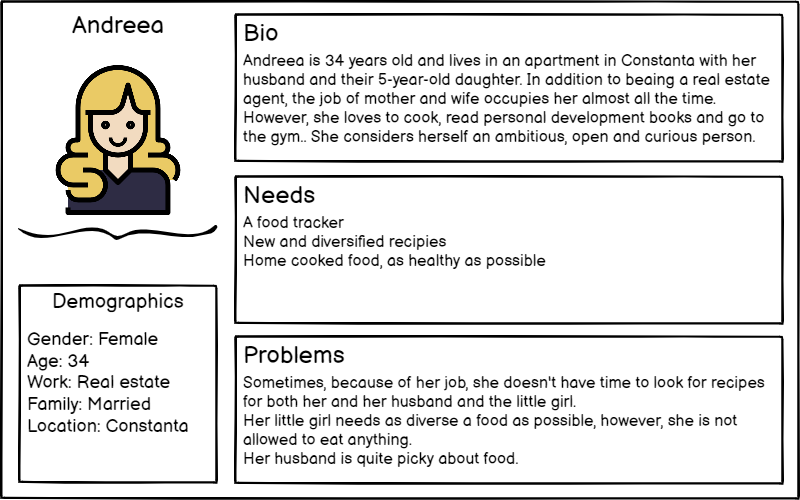 Andreea
Bio
Andreea is 34 years old and lives in an apartment in Constanta with her
husband and their 5-year-old daughter. In addition to beaing a real estate
agent, the job of mother and wife occupies her almost all the time.
However, she loves to cook, read personal development books and go to
the gym.. She considers herself an ambitious, open and curious person.
Needs
A food tracker
New and diversified recipies
Home cooked food, as healthy as possible
Demographics
Gender: Female
Age: 34
Work: Real estate
Family: Married
Location: Constanta
Problems
Sometimes, because of her job, she doesn't have time to look for recipes
for both her and her husband and the little girl.
Her little girl needs as diverse a food as possible, however, she is not
allowed to eat anything.
Her husband is quite picky about food.